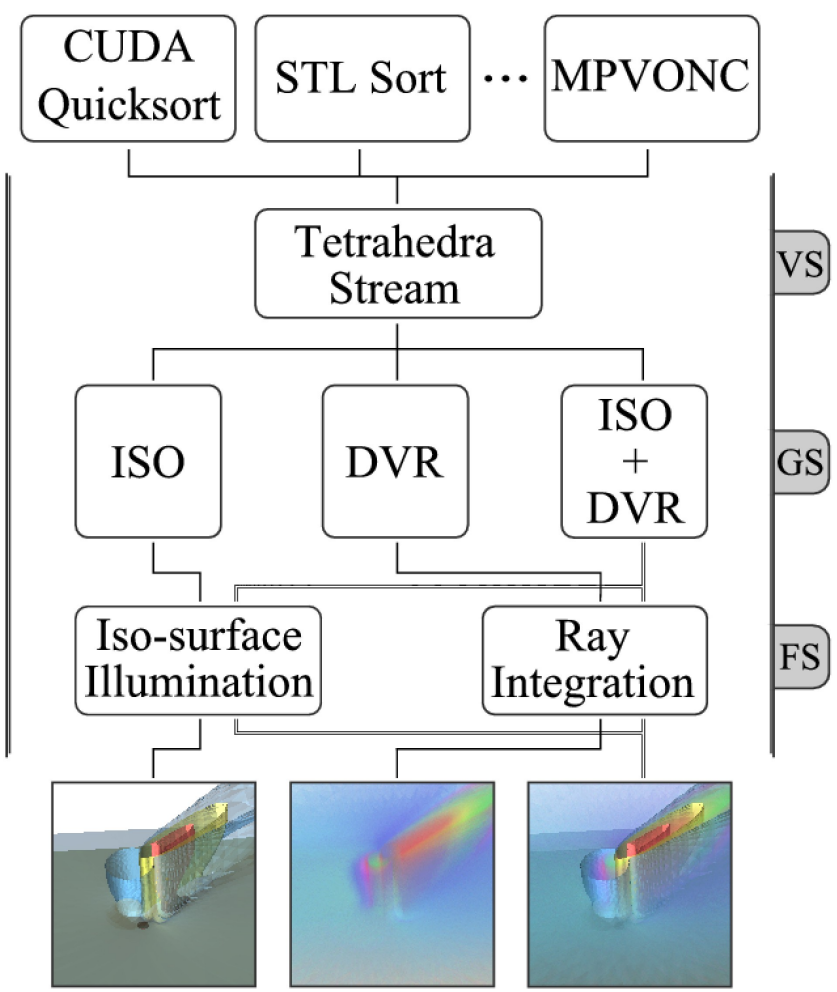 CUDA
Quicksort
STL Sort
...
MPVONC
Tetrahedra
Stream
VS
ISO
DVR
ISO
+
DVR
GS
Iso-surface
Illumination
Ray
Integration
FS